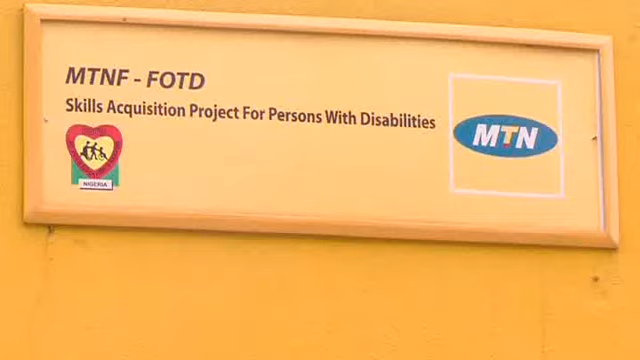 MTNF - FOTD
Skills Acquisition Project For Persons With Disabilities
MTN
NIGERIA